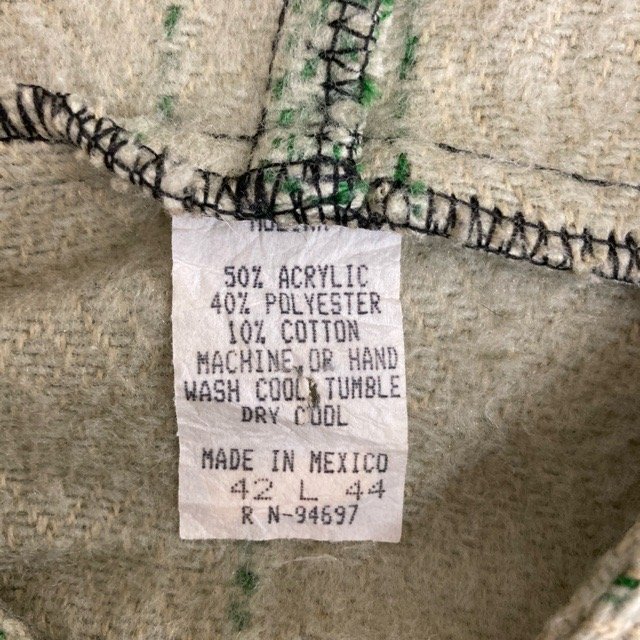 50% ACRYLIC
40% POLYESTER
10% COTTON
MACHINE OR HAND
WASH COOL TUMBLE
DRY COOL
MADE IN MEXICO
42 L 44
R N-94697